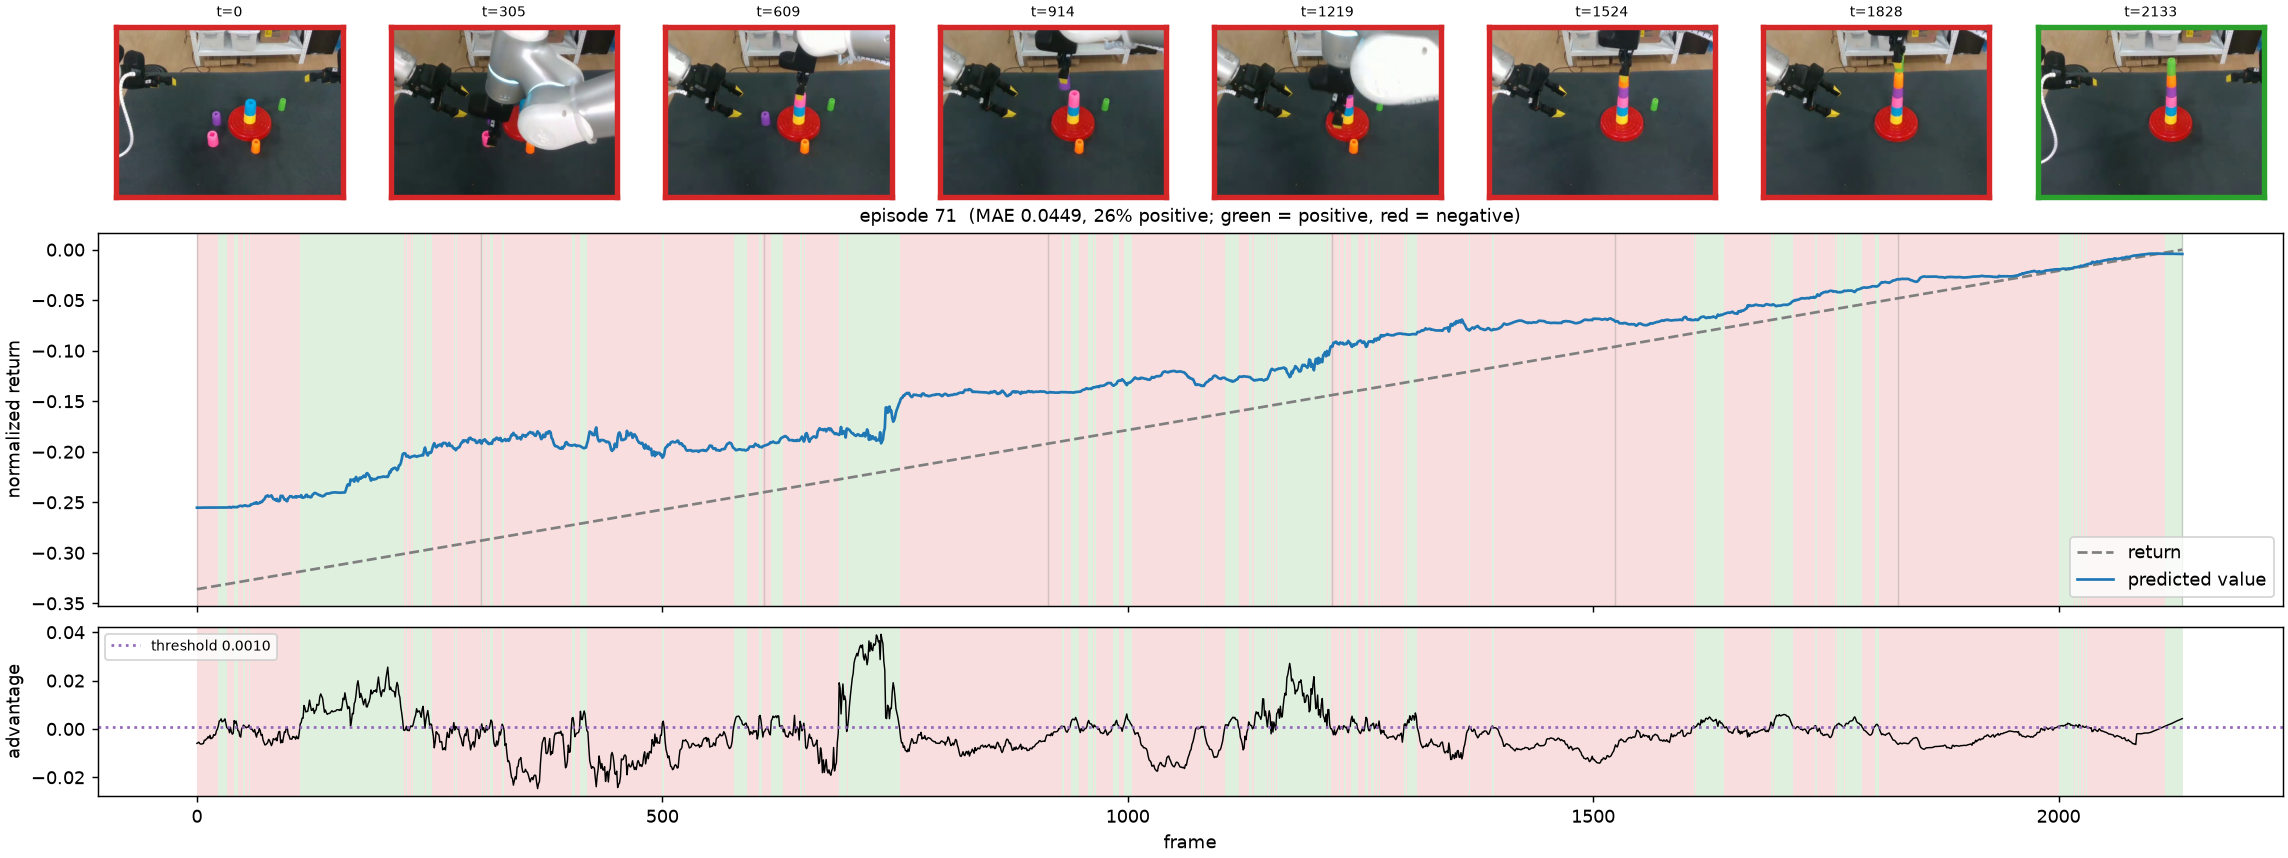 t=0
t=305
t=609
t=914
t=1219
t=1524
t=1828
t=2133
episode 71  (MAE 0.0449, 26% positive; green = positive, red = negative)
normalized return
0.00
−0.05
−0.10
−0.15
−0.20
−0.25
−0.30
−0.35
return
predicted value
advantage
0.04
0.02
0.00
−0.02
threshold 0.0010
0
500
1000
1500
2000
frame